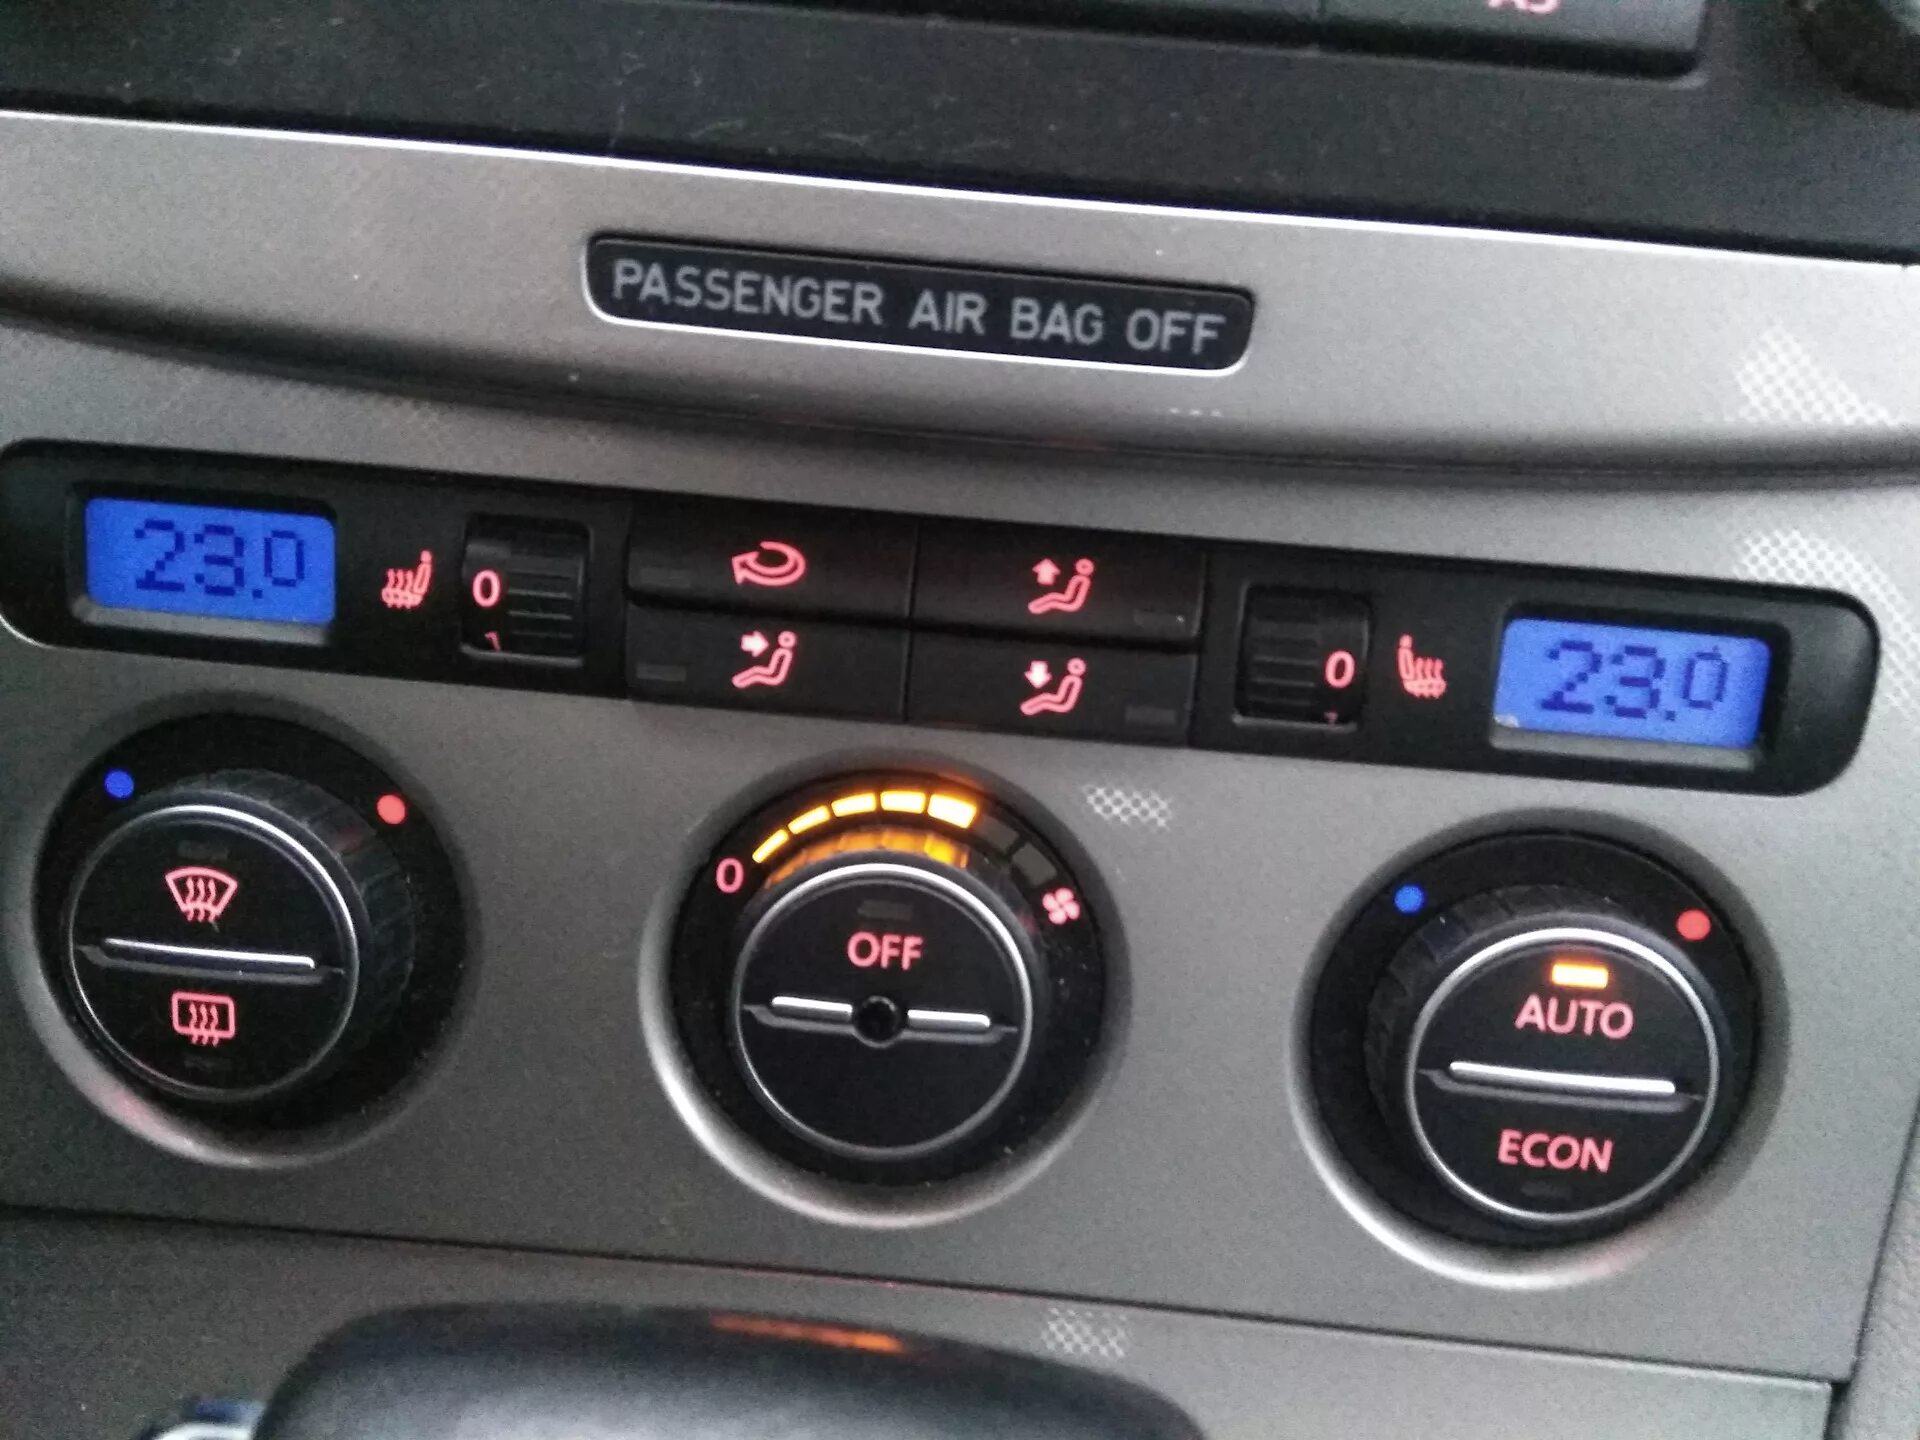 PASSENGER AIR BAG OFF
23.0
0
0
23.0
0
OFF
AUTO
ECON